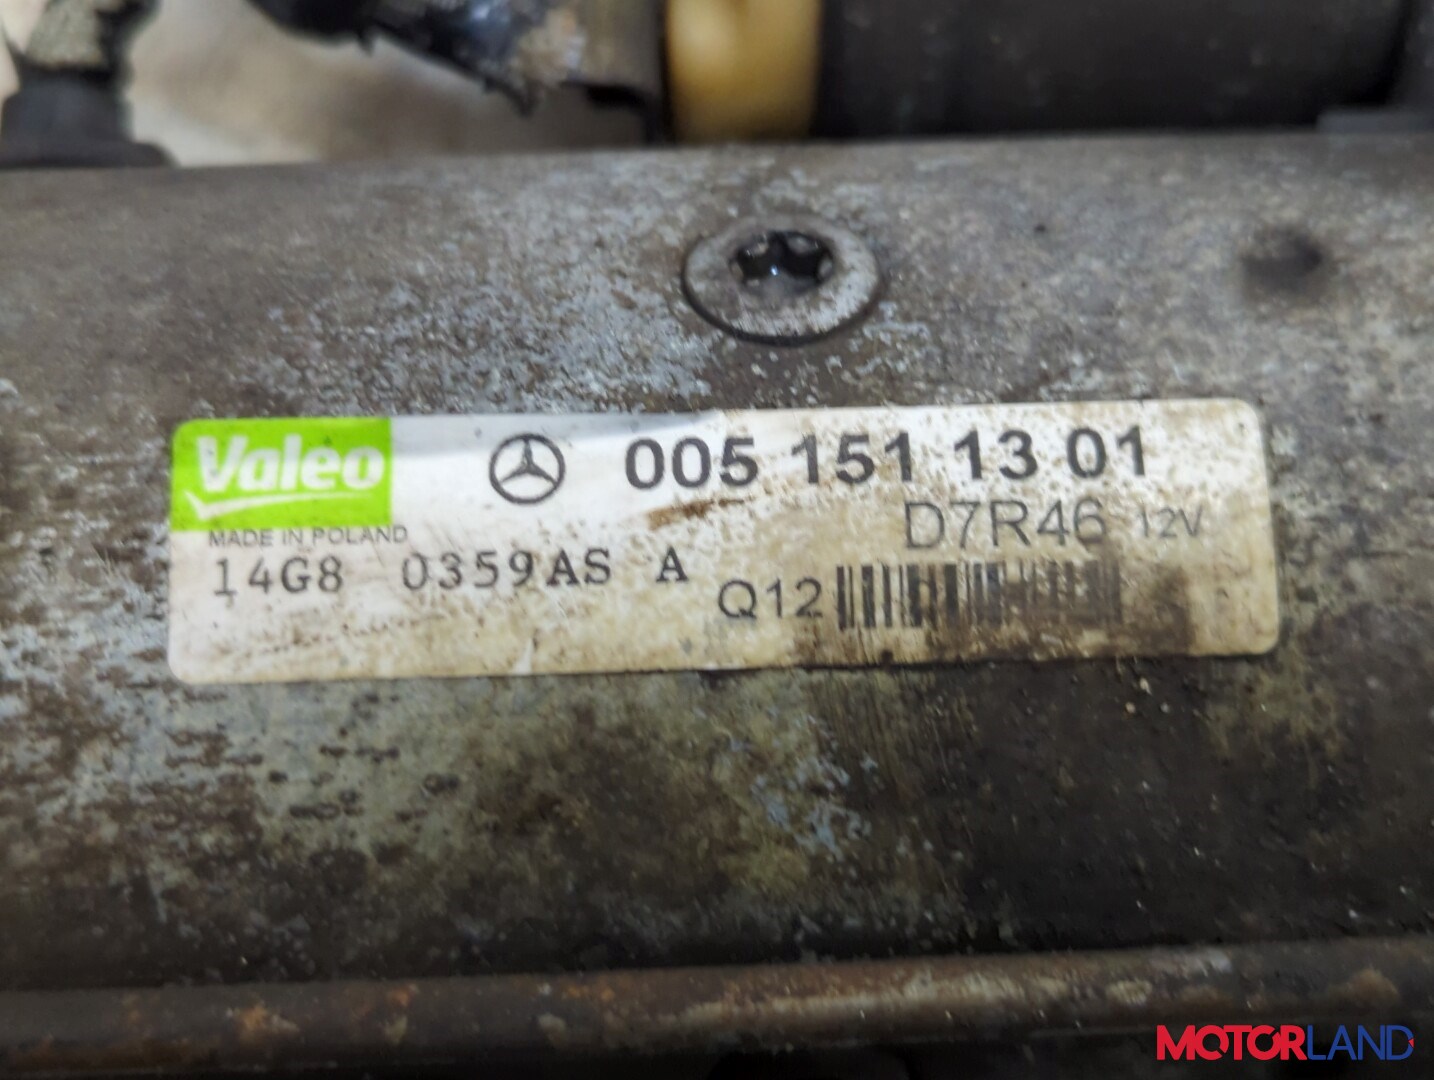 Valeo 005 151 13 01
MADE IN POLAND D7R46 12V
14G8 0359AS A Q12
MOTORLAND